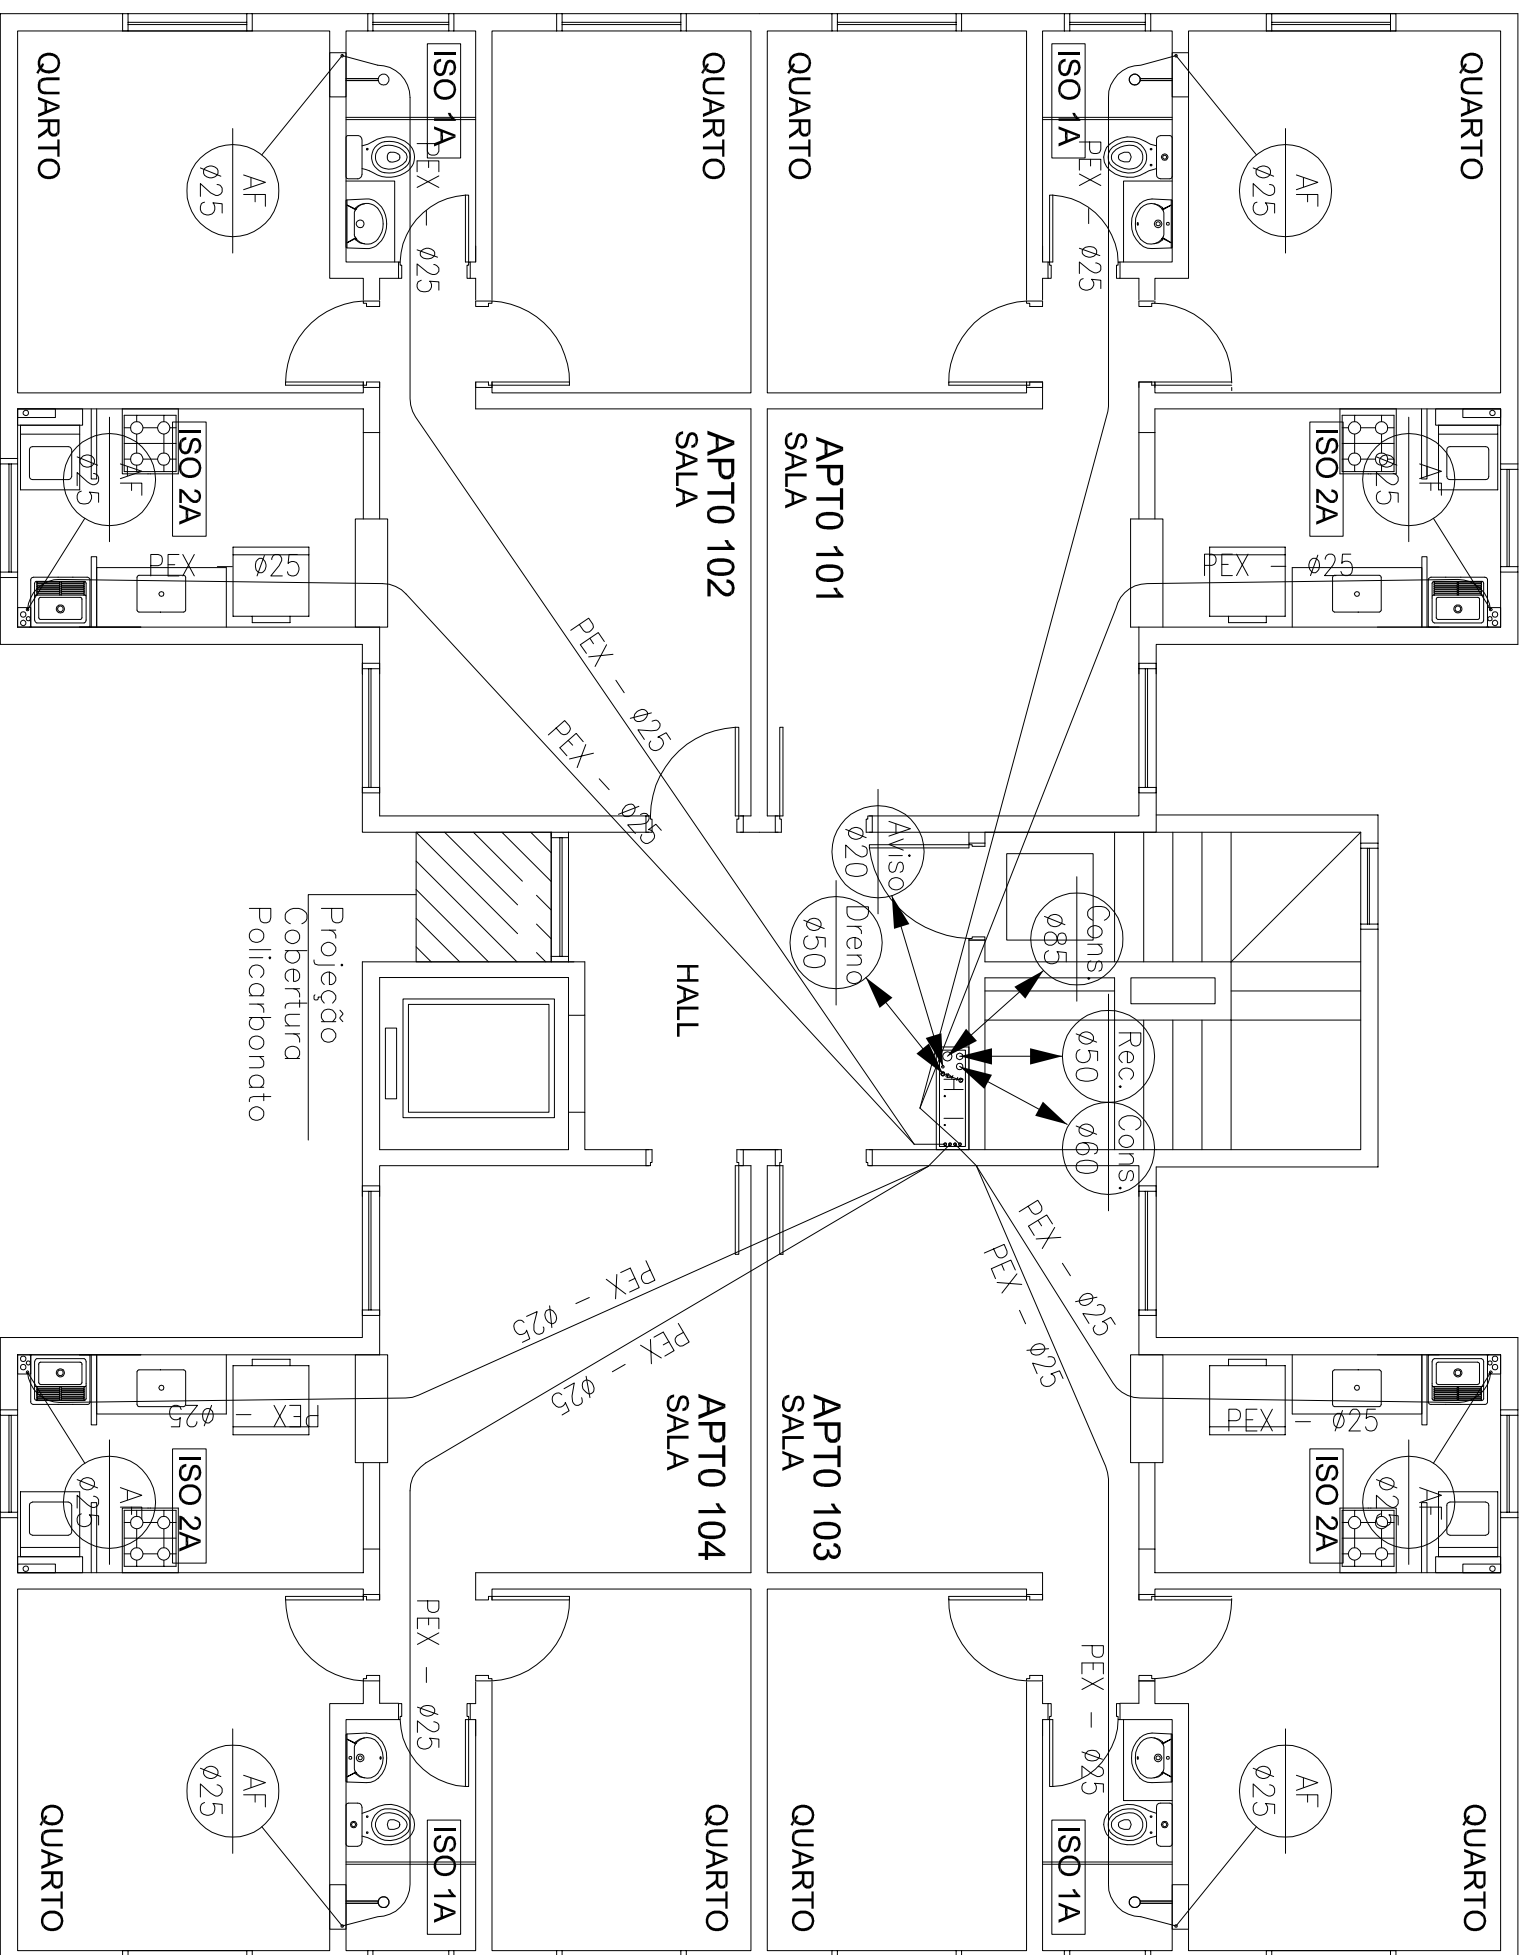 QUARTO
QUARTO
QUARTO
QUARTO
ISO 1A
ISO 1A
AF
ø25
AF
ø25
PEX - ø25
PEX - ø25
ISO 2A
ISO 2A
AF
ø25
AF
ø25
PEX - ø25
PEX - ø25
APT0 102
SALA
APT0 101
SALA
PEX - ø25
PEX - ø25
Aviso
ø20
Dreno
ø50
Cons.
ø85
Rec.
ø50
Cons.
ø60
H.I.
HALL
Projeção
Cobertura
Policarbonato
PEX - ø25
PEX - ø25
PEX - ø25
PEX - ø25
APT0 104
SALA
APT0 103
SALA
PEX - ø25
PEX - ø25
ISO 2A
ISO 2A
AF
ø25
AF
ø25
PEX - ø25
PEX - ø25
AF
ø25
AF
ø25
ISO 1A
ISO 1A
QUARTO
QUARTO
QUARTO
QUARTO